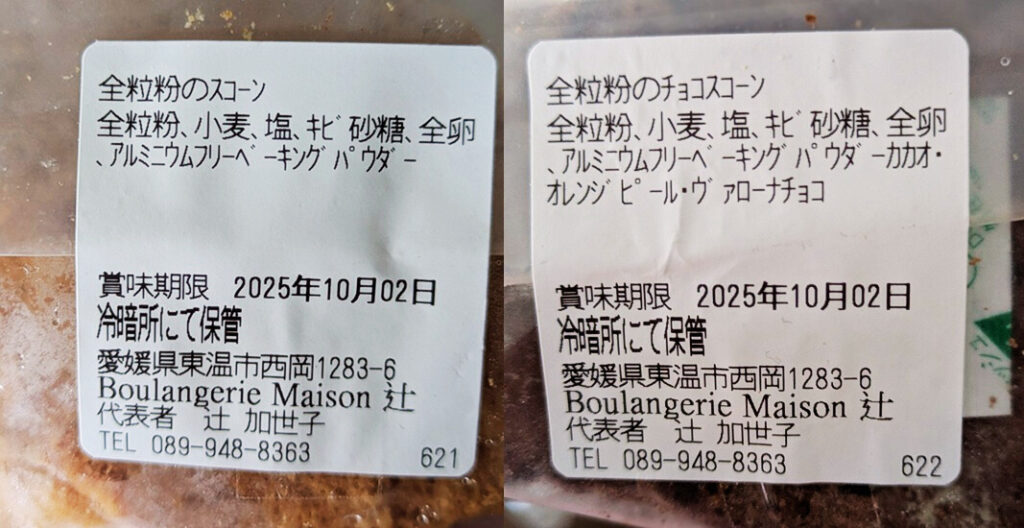 全粒粉のｽｺｰﾝ
全粒粉､小麦､塩､ｷﾋﾞ砂糖､全卵
､ｱﾙﾐﾆｳﾑﾌﾘｰﾍﾞｰｷﾝｸﾞﾊﾟｳﾀﾞｰ
賞味期限 2025年10月02日
冷暗所にて保管
愛媛県東温市西岡1283-6
Boulangerie Maison 辻
代表者 辻 加世子
TEL 089-948-8363 621
全粒粉のﾁｮｺｽｺｰﾝ
全粒粉､小麦､塩､ｷﾋﾞ砂糖､全卵
､ｱﾙﾐﾆｳﾑﾌﾘｰﾍﾞｰｷﾝｸﾞﾊﾟｳﾀﾞｰｶｶｵ･
ｵﾚﾝｼﾞﾋﾟｰﾙ･ｳﾞｧﾛｰﾅﾁｮｺ
賞味期限 2025年10月02日
冷暗所にて保管
愛媛県東温市西岡1283-6
Boulangerie Maison 辻
代表者 辻 加世子
TEL 089-948-8363 622